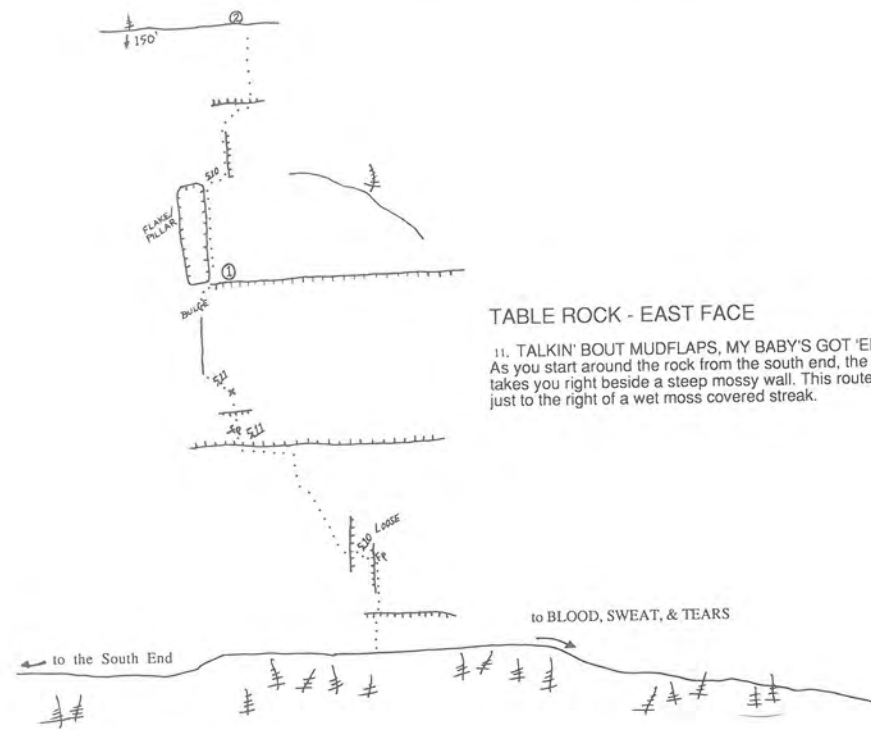 ②
150'
5.10
FLAKE/
PILLAR
①
BULGE
TABLE ROCK - EAST FACE
11. TALKIN' BOUT MUDFLAPS, MY BABY'S GOT 'E
As you start around the rock from the south end, the
takes you right beside a steep mossy wall. This route
just to the right of a wet moss covered streak.
5.11
x
fp 5.11
5.10 LOOSE
fp
to BLOOD, SWEAT, & TEARS
to the South End